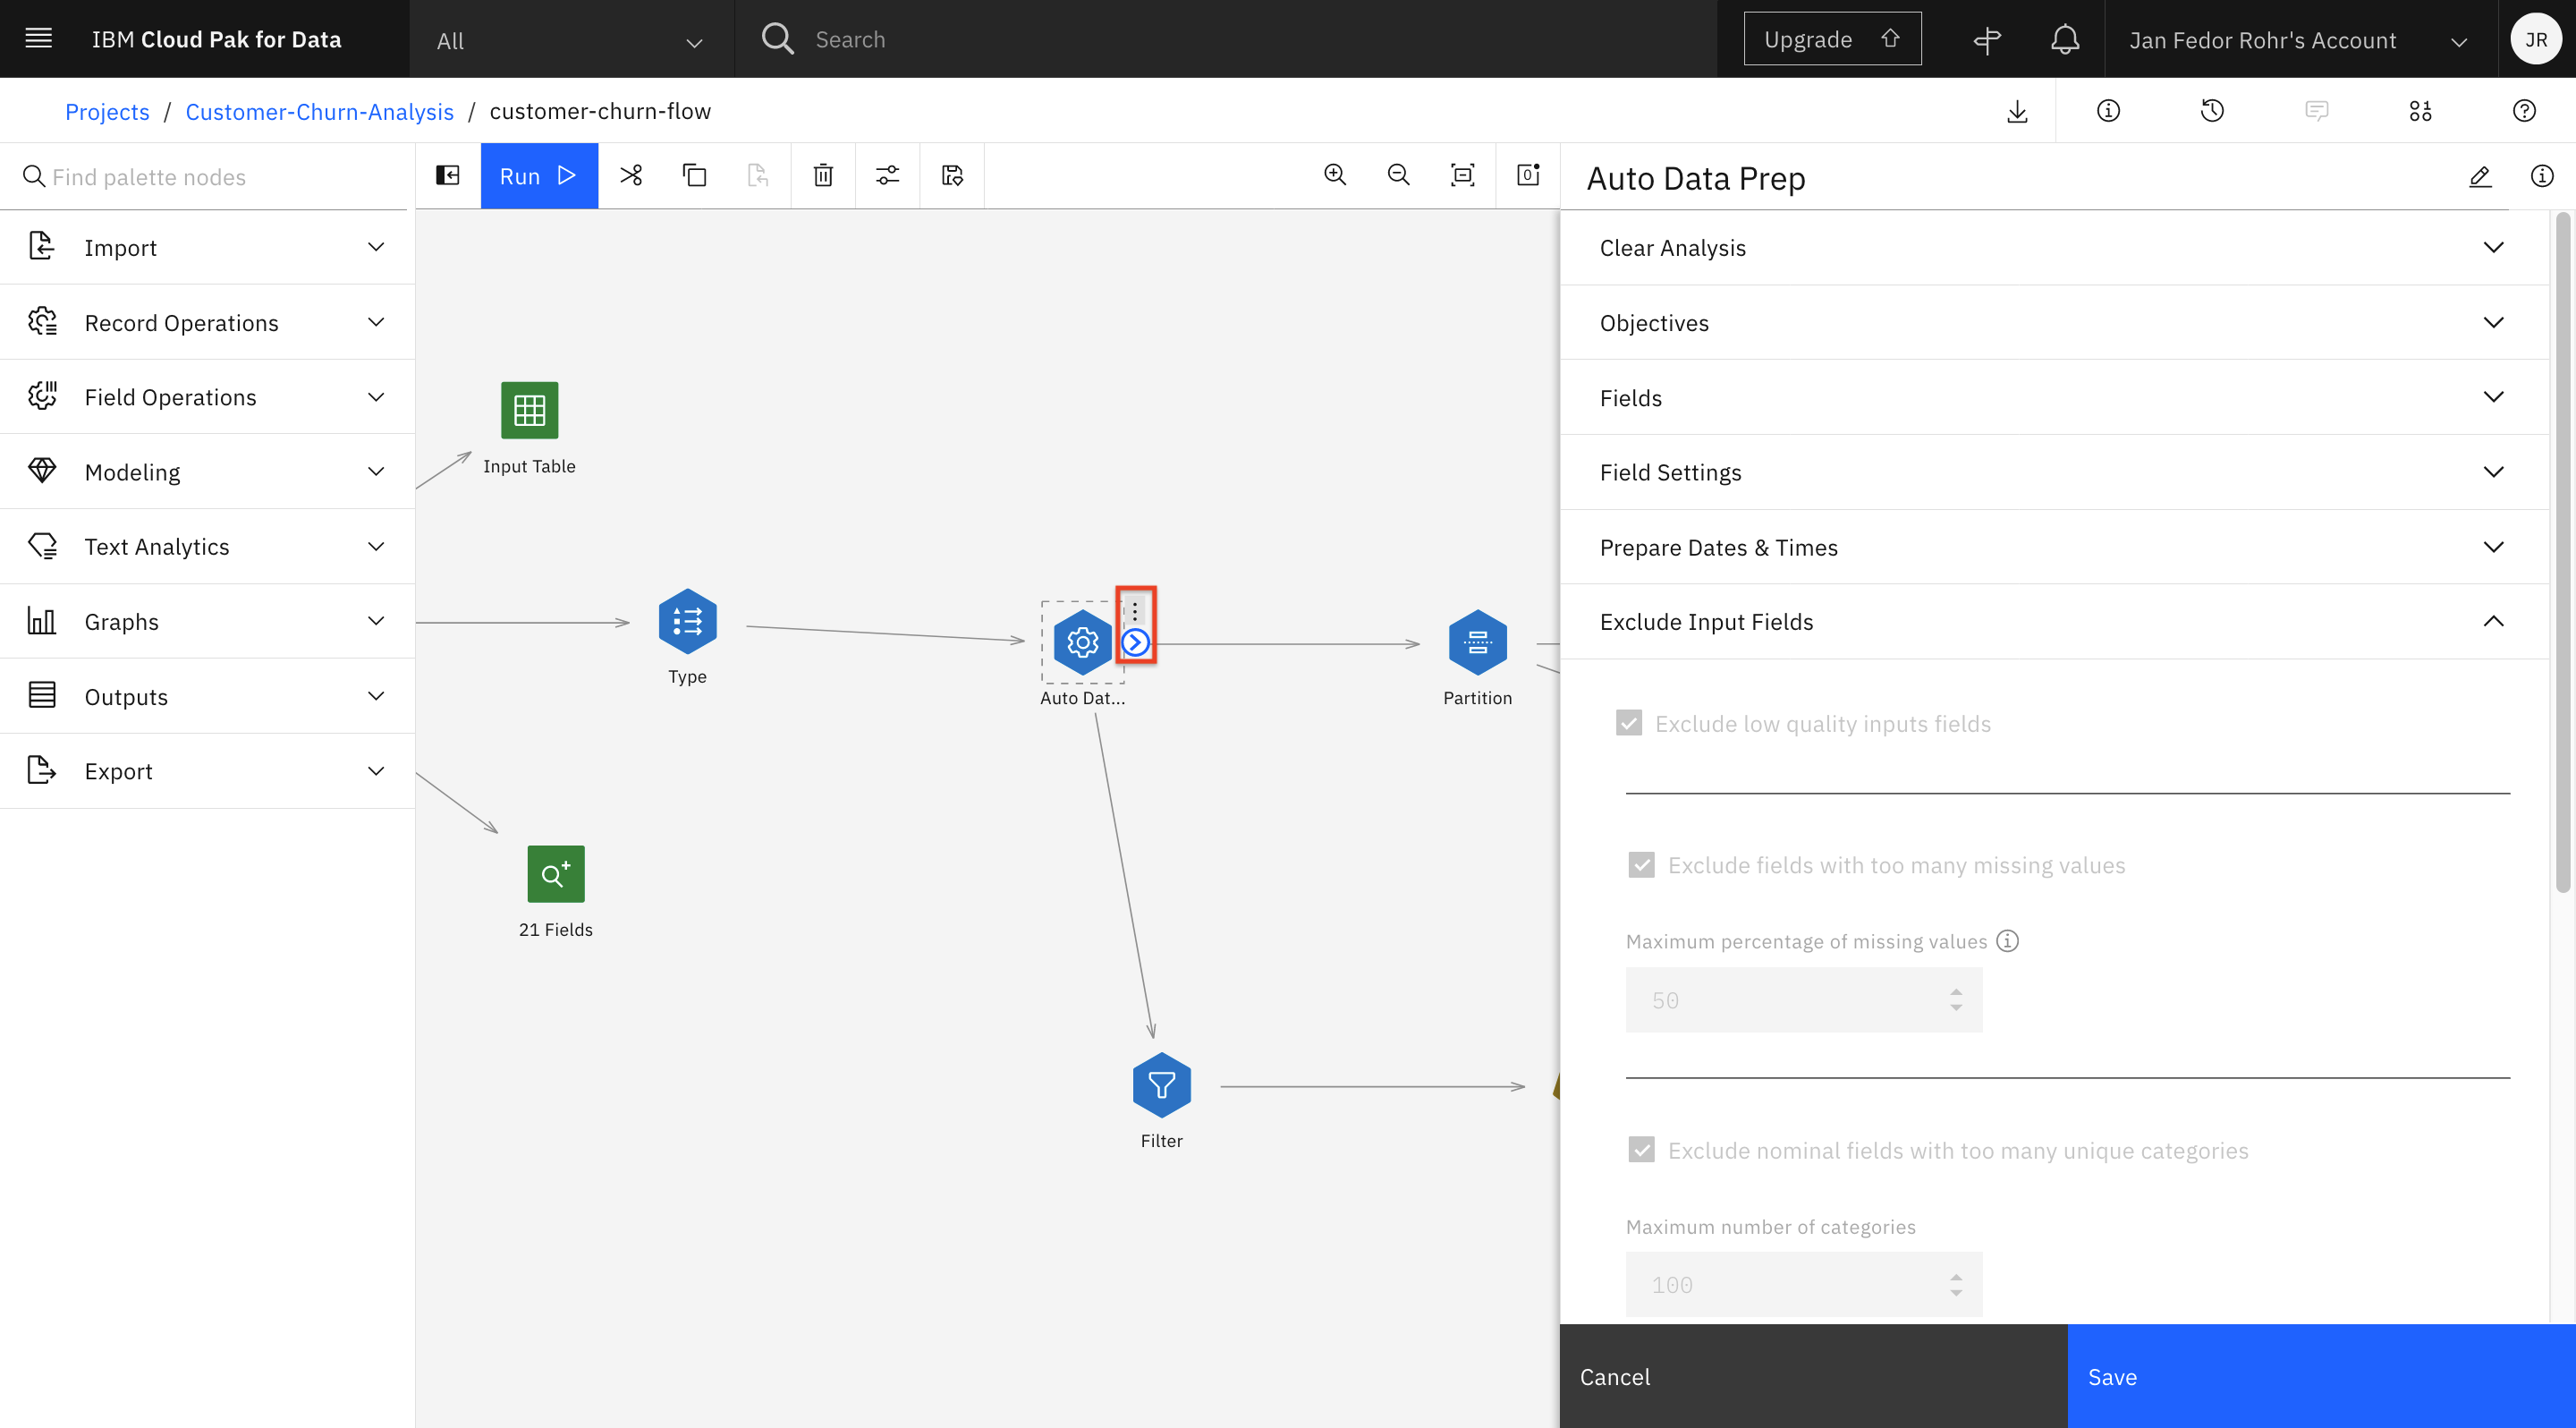 IBM Cloud Pak for Data
All
Search
Upgrade
Jan Fedor Rohr's Account
JR
Projects / Customer-Churn-Analysis / customer-churn-flow
Find palette nodes
Run
Auto Data Prep
Import
Record Operations
Field Operations
Modeling
Text Analytics
Graphs
Outputs
Export
Input Table
Type
Auto Dat...
Partition
21 Fields
Filter
Clear Analysis
Objectives
Fields
Field Settings
Prepare Dates & Times
Exclude Input Fields
Exclude low quality inputs fields
Exclude fields with too many missing values
Maximum percentage of missing values
50
Exclude nominal fields with too many unique categories
Maximum number of categories
100
Cancel
Save